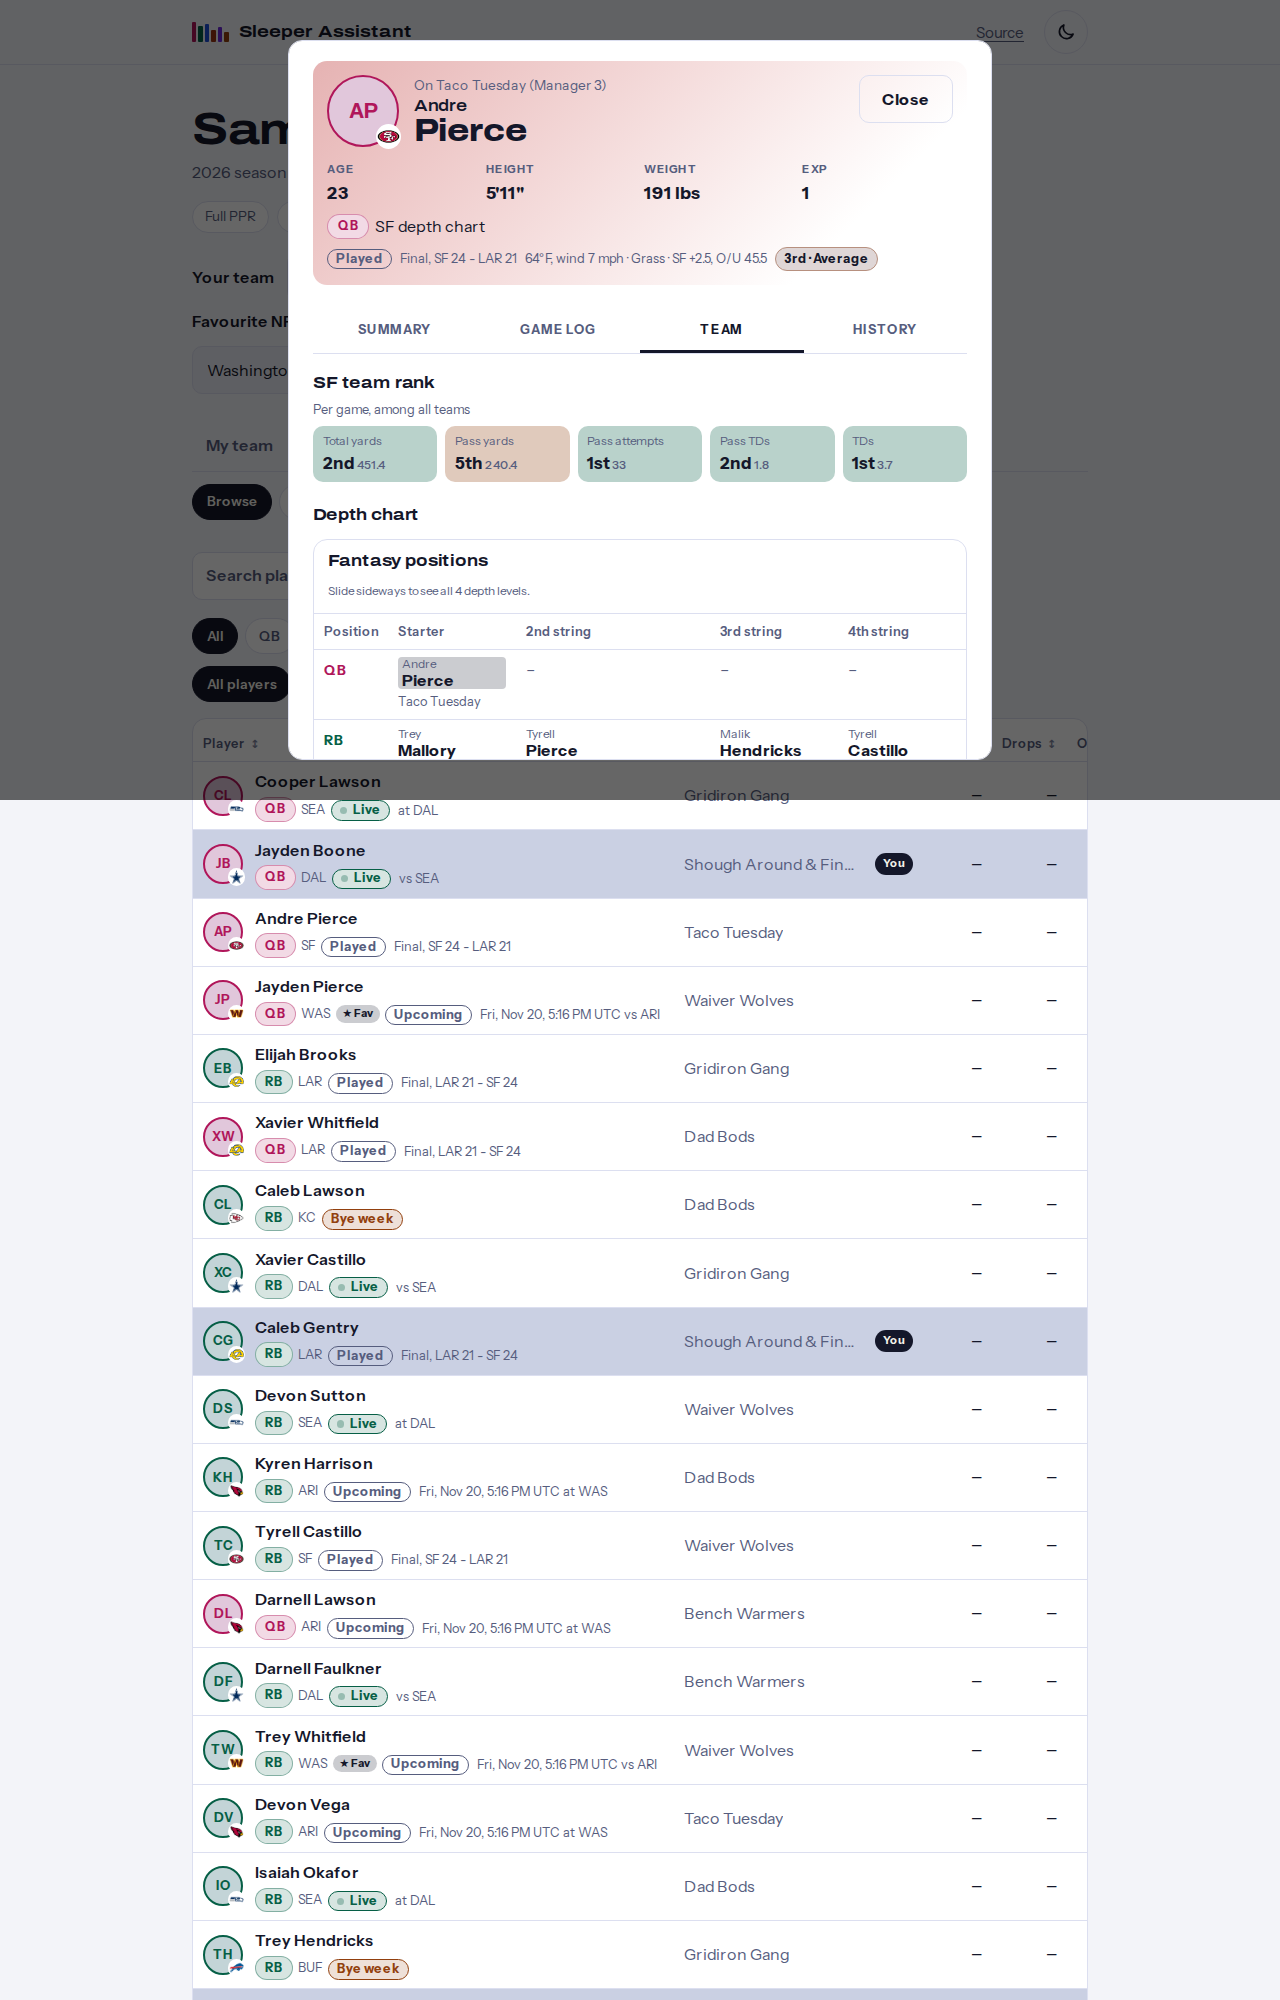 Sleeper Assistant
Source
Sam
2026 season
Full PPR
Your team
Favourite NF
Washingto
My team
Browse
Search pla
All
QB
All players
On Taco Tuesday (Manager 3)
AP
Andre
Pierce
Close
AGE
HEIGHT
WEIGHT
EXP
23
5'11"
191 lbs
1
QB SF depth chart
Played Final, SF 24 - LAR 21 64°F, wind 7 mph · Grass · SF +2.5, O/U 45.5 3rd · Average
SUMMARY
GAME LOG
TEAM
HISTORY
SF team rank
Per game, among all teams
Total yards
2nd 451.4
Pass yards
5th 240.4
Pass attempts
1st 33
Pass TDs
2nd 1.8
TDs
1st 3.7
Depth chart
Fantasy positions
Slide sideways to see all 4 depth levels.
Position Starter 2nd string 3rd string 4th string
QB
Andre
Pierce
Taco Tuesday
– – –
RB
Trey
Mallory
Tyrell
Pierce
Malik
Hendricks
Tyrell
Castillo
Player ↕ Drops ↕ O
CL Cooper Lawson
QB SEA Live at DAL
Gridiron Gang – –
JB Jayden Boone
QB DAL Live vs SEA
Shough Around & Fin... You – –
AP Andre Pierce
QB SF Played Final, SF 24 - LAR 21
Taco Tuesday – –
JP Jayden Pierce
QB WAS ★ Fav Upcoming Fri, Nov 20, 5:16 PM UTC vs ARI
Waiver Wolves – –
EB Elijah Brooks
RB LAR Played Final, LAR 21 - SF 24
Gridiron Gang – –
XW Xavier Whitfield
QB LAR Played Final, LAR 21 - SF 24
Dad Bods – –
CL Caleb Lawson
RB KC Bye week
Dad Bods – –
XC Xavier Castillo
RB DAL Live vs SEA
Gridiron Gang – –
CG Caleb Gentry
RB LAR Played Final, LAR 21 - SF 24
Shough Around & Fin... You – –
DS Devon Sutton
RB SEA Live at DAL
Waiver Wolves – –
KH Kyren Harrison
RB ARI Upcoming Fri, Nov 20, 5:16 PM UTC at WAS
Dad Bods – –
TC Tyrell Castillo
RB SF Played Final, SF 24 - LAR 21
Waiver Wolves – –
DL Darnell Lawson
QB ARI Upcoming Fri, Nov 20, 5:16 PM UTC at WAS
Bench Warmers – –
DF Darnell Faulkner
RB DAL Live vs SEA
Bench Warmers – –
TW Trey Whitfield
RB WAS ★ Fav Upcoming Fri, Nov 20, 5:16 PM UTC vs ARI
Waiver Wolves – –
DV Devon Vega
RB ARI Upcoming Fri, Nov 20, 5:16 PM UTC at WAS
Taco Tuesday – –
IO Isaiah Okafor
RB SEA Live at DAL
Dad Bods – –
TH Trey Hendricks
RB BUF Bye week
Gridiron Gang – –